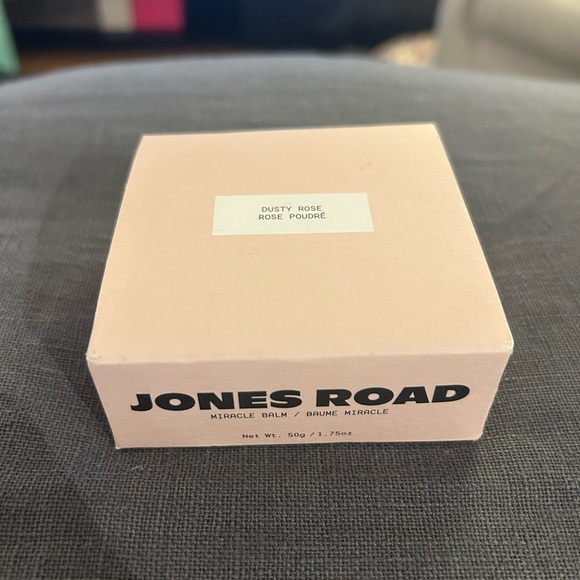 DUSTY ROSE
ROSE POUDRÉ
JONES ROAD
MIRACLE BALM / BAUME MIRACLE
Net Wt. 50g / 1.75oz